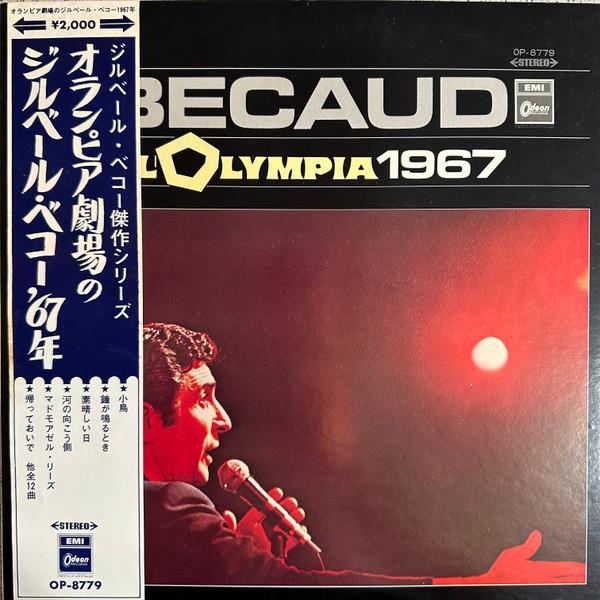 オランピア劇場のジルベール・ベコー1967年
¥2,000
ジルベール・ベコー傑作シリーズ
オランピア劇場の
ジルベール・ベコー'67年
★小鳥
★鐘が鳴るとき
★素晴しい日
★河の向こう側
★マドモアゼル・リーズ
★帰っておいで 他全12曲
STEREO
EMI
Odeon
OP-8779
OP-8779
STEREO
BECAUD
EMI
Odeon
L'OLYMPIA 1967